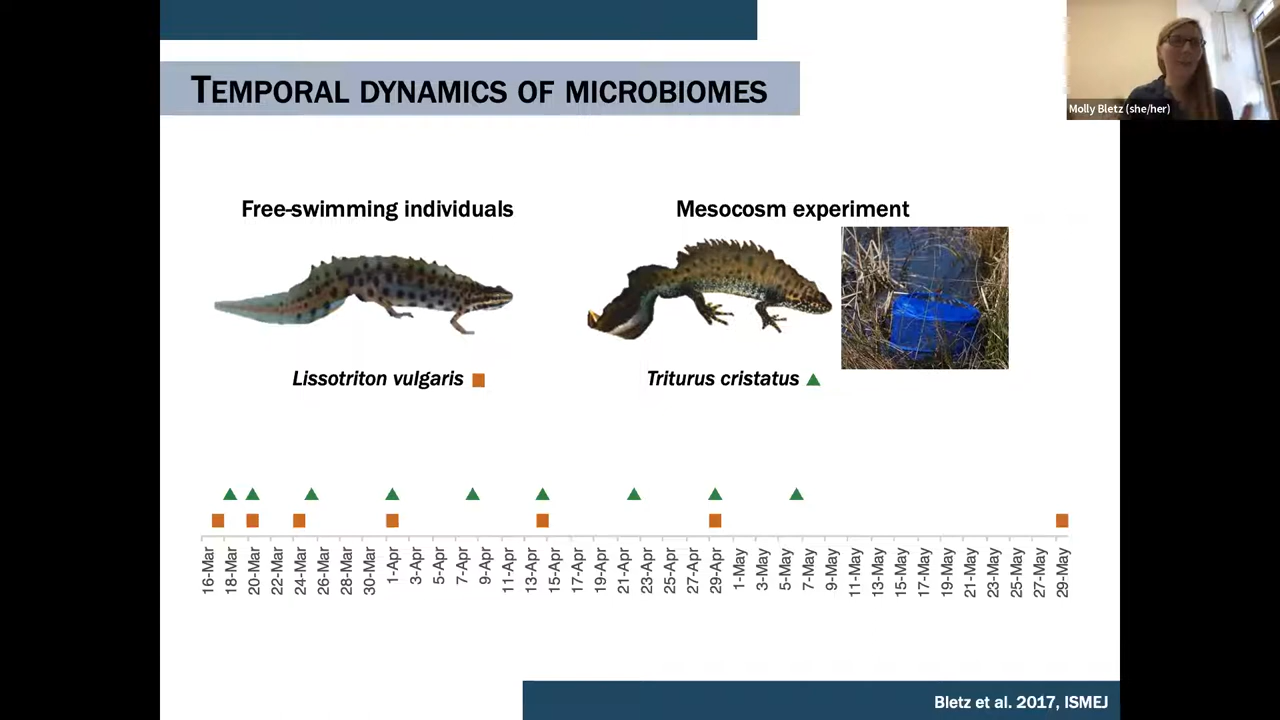 TEMPORAL DYNAMICS OF MICROBIOMES
Molly Bletz (she/her)
Free-swimming individuals
Mesocosm experiment
Lissotriton vulgaris
Triturus cristatus
16-Mar
18-Mar
20-Mar
22-Mar
24-Mar
26-Mar
28-Mar
30-Mar
1-Apr
3-Apr
5-Apr
7-Apr
9-Apr
11-Apr
13-Apr
15-Apr
17-Apr
19-Apr
21-Apr
23-Apr
25-Apr
27-Apr
29-Apr
1-May
3-May
5-May
7-May
9-May
11-May
13-May
15-May
17-May
19-May
21-May
23-May
25-May
27-May
29-May
Bletz et al. 2017, ISMEJ